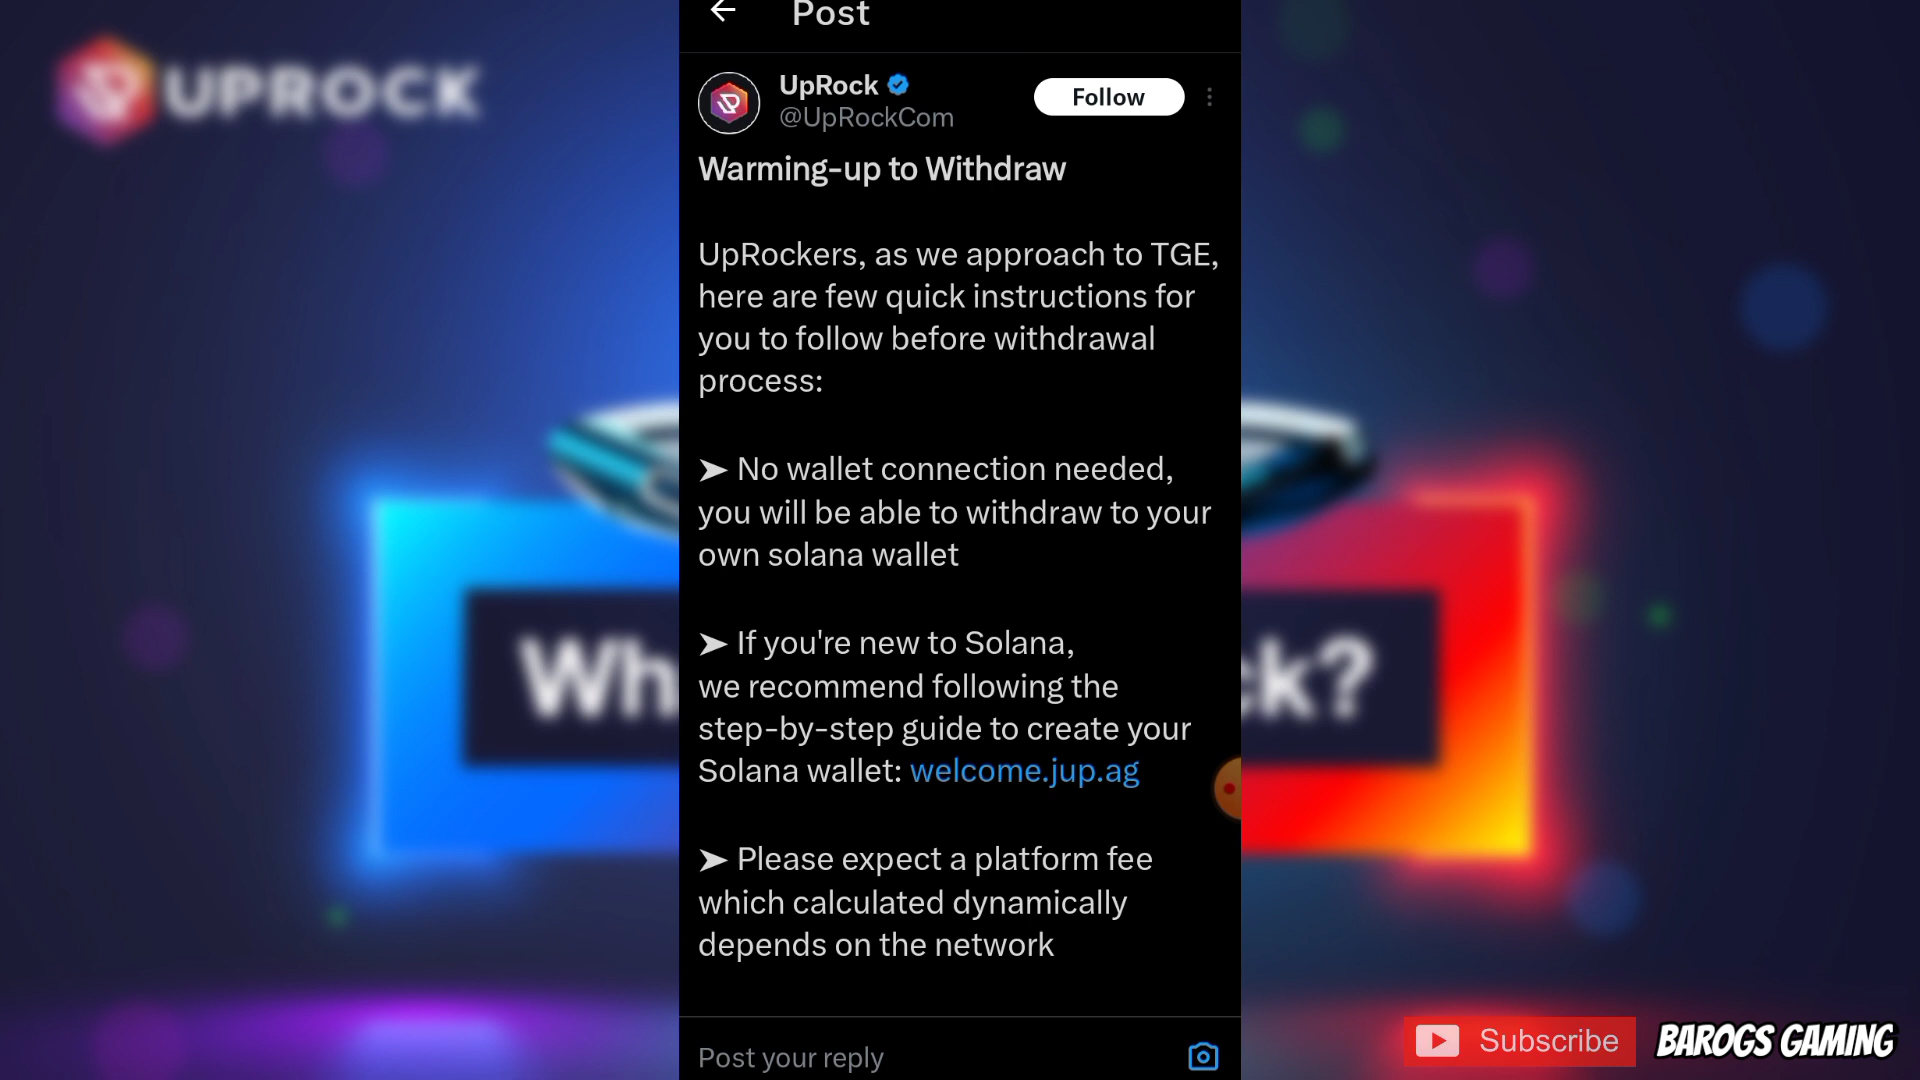 UPROCK
Post
UpRock
@UpRockCom
Follow
Warming-up to Withdraw
UpRockers, as we approach to TGE,
here are few quick instructions for
you to follow before withdrawal
process:
➤ No wallet connection needed,
you will be able to withdraw to your
own solana wallet
➤ If you're new to Solana,
we recommend following the
step-by-step guide to create your
Solana wallet: welcome.jup.ag
➤ Please expect a platform fee
which calculated dynamically
depends on the network
Wh
ck?
Post your reply
Subscribe
BAROGS GAMING